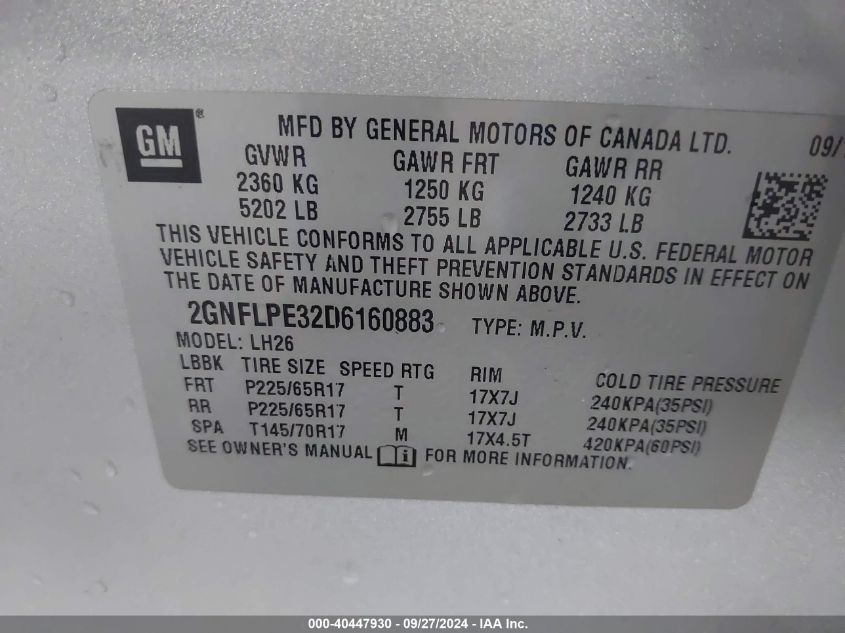 GM ®
MFD BY GENERAL MOTORS OF CANADA LTD.
GVWR GAWR FRT GAWR RR
2360 KG 1250 KG 1240 KG
5202 LB 2755 LB 2733 LB
THIS VEHICLE CONFORMS TO ALL APPLICABLE U.S. FEDERAL MOTOR
VEHICLE SAFETY AND THEFT PREVENTION STANDARDS IN EFFECT ON
THE DATE OF MANUFACTURE SHOWN ABOVE.
2GNFLPE32D6160883 TYPE: M.P.V.
MODEL: LH26
LBBK TIRE SIZE SPEED RTG RIM COLD TIRE PRESSURE
FRT P225/65R17 T 17X7J 240KPA(35PSI)
RR P225/65R17 T 17X7J 240KPA(35PSI)
SPA T145/70R17 M 17X4.5T 420KPA(60PSI)
SEE OWNER'S MANUAL i FOR MORE INFORMATION.
000-40447930 - 09/27/2024 - IAA Inc.